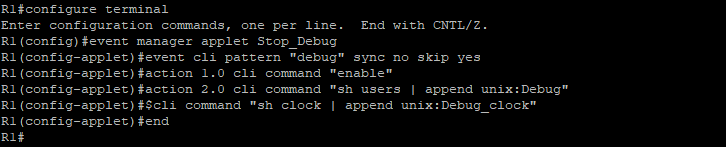 R1#configure terminal
Enter configuration commands, one per line.  End with CNTL/Z.
R1(config)#event manager applet Stop_Debug
R1(config-applet)#event cli pattern "debug" sync no skip yes
R1(config-applet)#action 1.0 cli command "enable"
R1(config-applet)#action 2.0 cli command "sh users | append unix:Debug"
R1(config-applet)#$cli command "sh clock | append unix:Debug_clock"
R1(config-applet)#end
R1#